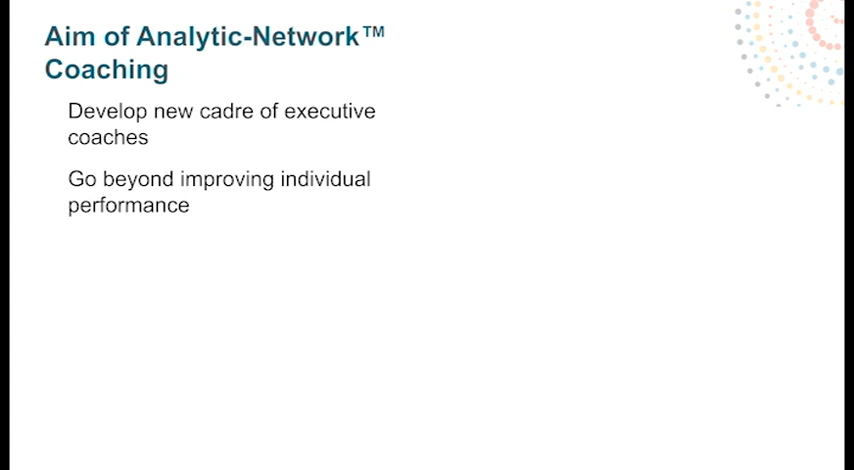 Aim of Analytic-Network™
Coaching
Develop new cadre of executive
coaches
Go beyond improving individual
performance